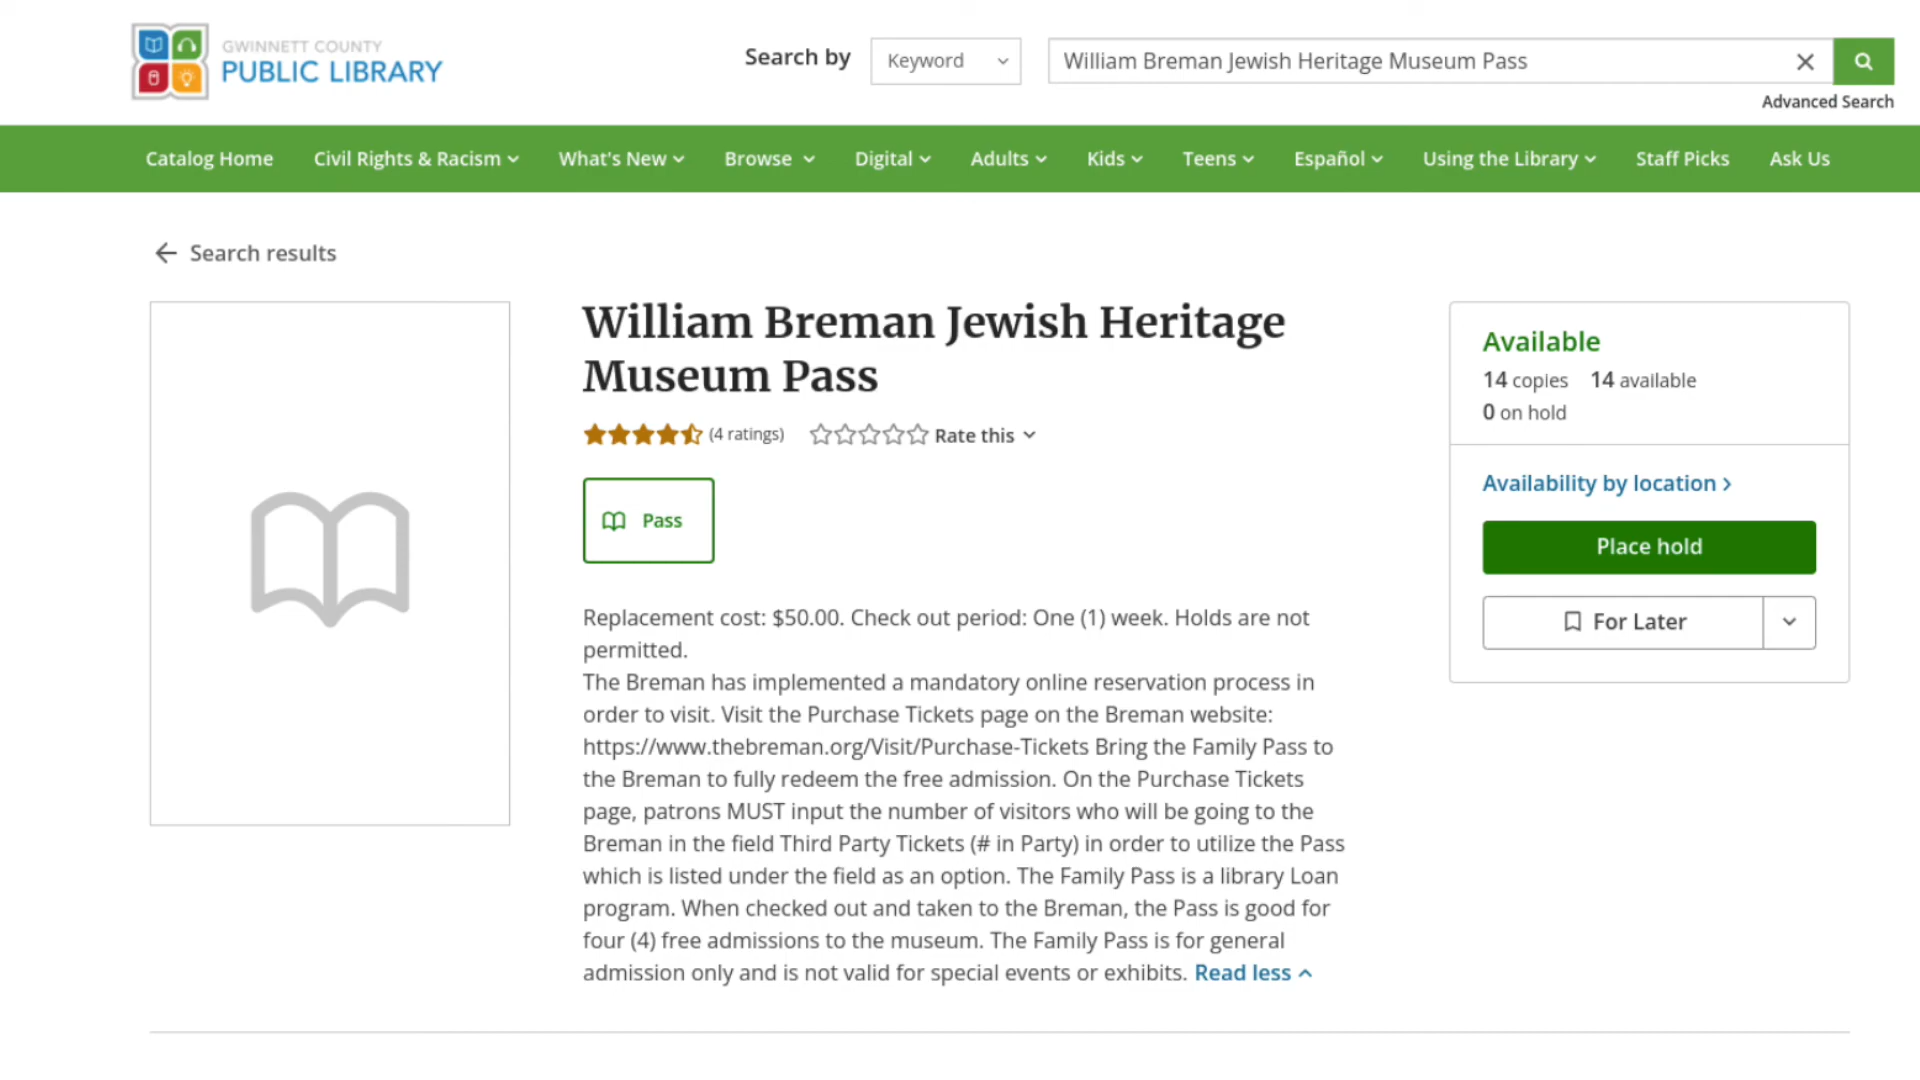 GWINNETT COUNTY
PUBLIC LIBRARY
Search by
Keyword
William Breman Jewish Heritage Museum Pass
Advanced Search
Catalog Home
Civil Rights & Racism
What's New
Browse
Digital
Adults
Kids
Teens
Español
Using the Library
Staff Picks
Ask Us
Search results
William Breman Jewish Heritage
Museum Pass
(4 ratings)
Rate this
Pass
Replacement cost: $50.00. Check out period: One (1) week. Holds are not
permitted.
The Breman has implemented a mandatory online reservation process in
order to visit. Visit the Purchase Tickets page on the Breman website:
https://www.thebreman.org/Visit/Purchase-Tickets Bring the Family Pass to
the Breman to fully redeem the free admission. On the Purchase Tickets
page, patrons MUST input the number of visitors who will be going to the
Breman in the field Third Party Tickets (# in Party) in order to utilize the Pass
which is listed under the field as an option. The Family Pass is a library Loan
program. When checked out and taken to the Breman, the Pass is good for
four (4) free admissions to the museum. The Family Pass is for general
admission only and is not valid for special events or exhibits. Read less
Available
14 copies 14 available
0 on hold
Availability by location
Place hold
For Later